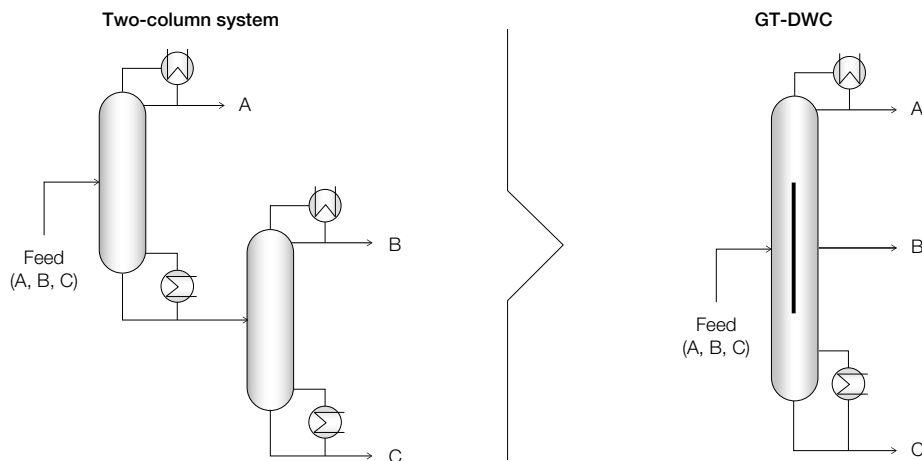 Two-column system
A
Feed
(A, B, C)
B
C
GT-DWC
A
B
Feed
(A, B, C)
C